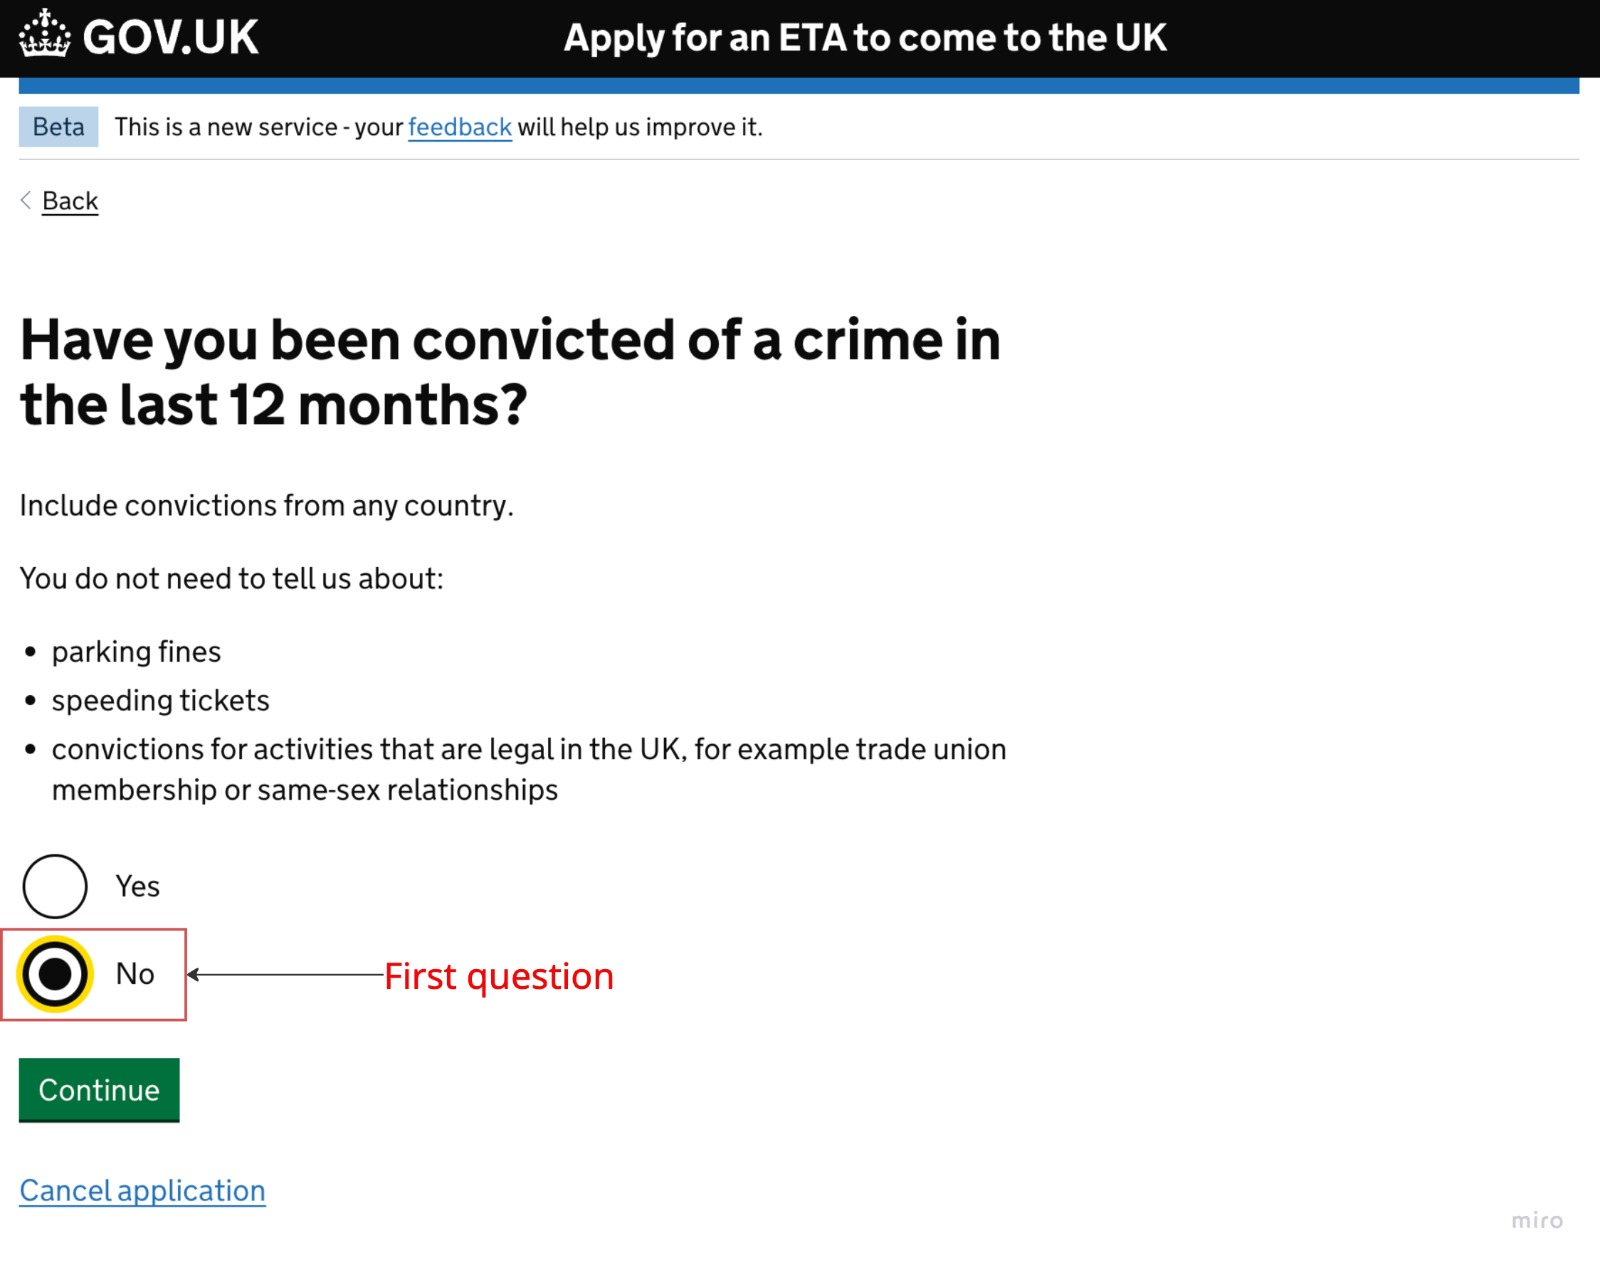 GOV.UK
Apply for an ETA to come to the UK
Beta This is a new service - your feedback will help us improve it.
Back
Have you been convicted of a crime in
the last 12 months?
Include convictions from any country.
You do not need to tell us about:
• parking fines
• speeding tickets
• convictions for activities that are legal in the UK, for example trade union
membership or same-sex relationships
Yes
No
First question
Continue
Cancel application
miro